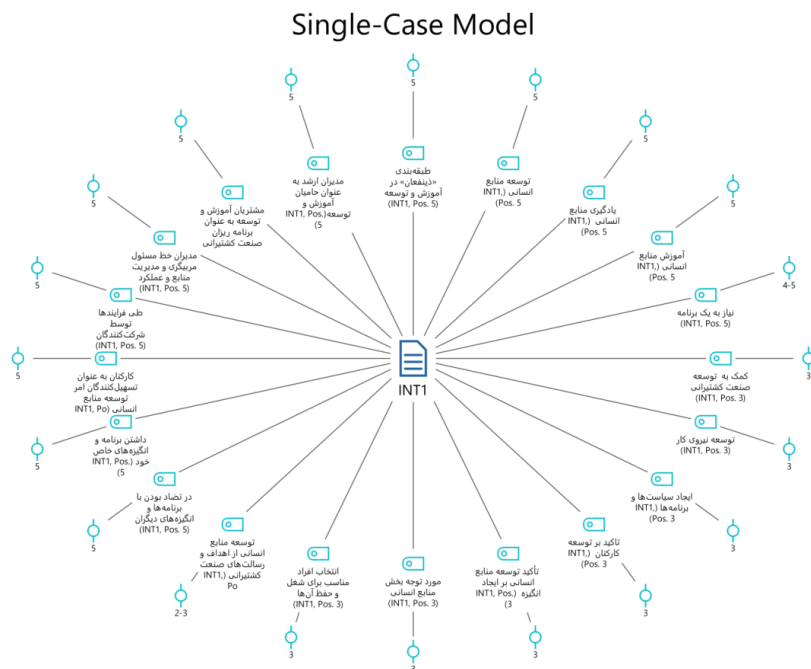 Single-Case Model
5
طبقه‌بندی
«ذینفعان» در
آموزش و توسعه
(INT1, Pos. 5)
5
توسعه منابع
انسانی (INT1,
Pos. 5)
5
یادگیری منابع
انسانی (INT1,
Pos. 5)
5
آموزش منابع
انسانی (INT1,
Pos. 5)
4-5
نیاز به یک برنامه
(INT1, Pos. 5)
3
کمک به توسعه
صنعت کشتیرانی
(INT1, Pos. 3)
3
توسعه نیروی کار
(INT1, Pos. 3)
3
ایجاد سیاست‌ها و
برنامه‌ها (INT1,
Pos. 3)
3
تاکید بر توسعه
کارکنان (INT1,
Pos. 3)
3
تأکید توسعه منابع
انسانی بر ایجاد
انگیزه (INT1, Pos.
3)
3
مورد توجه بخش
منابع انسانی
(INT1, Pos. 3)
3
انتخاب افراد
مناسب برای شغل
و حفظ آن‌ها
(INT1, Pos. 3)
2-3
توسعه منابع
انسانی از اهداف و
رسالت‌های صنعت
کشتیرانی (INT1,
Po
5
در تضاد بودن با
برنامه‌ها و
انگیزه‌های دیگران
(INT1, Pos. 5)
5
داشتن برنامه و
انگیزه‌های خاص
خود (INT1, Pos.
5)
5
کارکنان به عنوان
تسهیل‌کنندگان امر
توسعه منابع
انسانی (INT1, Po
5
طی فرایندها
توسط
شرکت‌کنندگان
(INT1, Pos. 5)
5
مدیران خط مسئول
مربیگری و مدیریت
منابع و عملکرد
(INT1, Pos. 5)
5
مشتریان آموزش و
توسعه به عنوان
برنامه ریزان
صنعت کشتیرانی
5
مدیران ارشد به
عنوان حامیان
آموزش و
توسعه (INT1, Pos.
5)
INT1